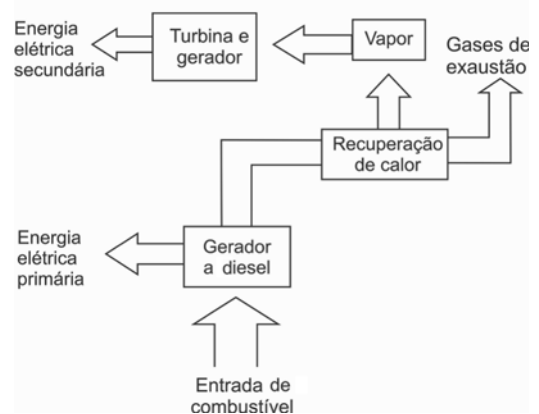 Energia
elétrica
secundária
Turbina e
gerador
Vapor
Gases de
exaustão
Recuperação
de calor
Energia
elétrica
primária
Gerador
a diesel
Entrada de
combustível